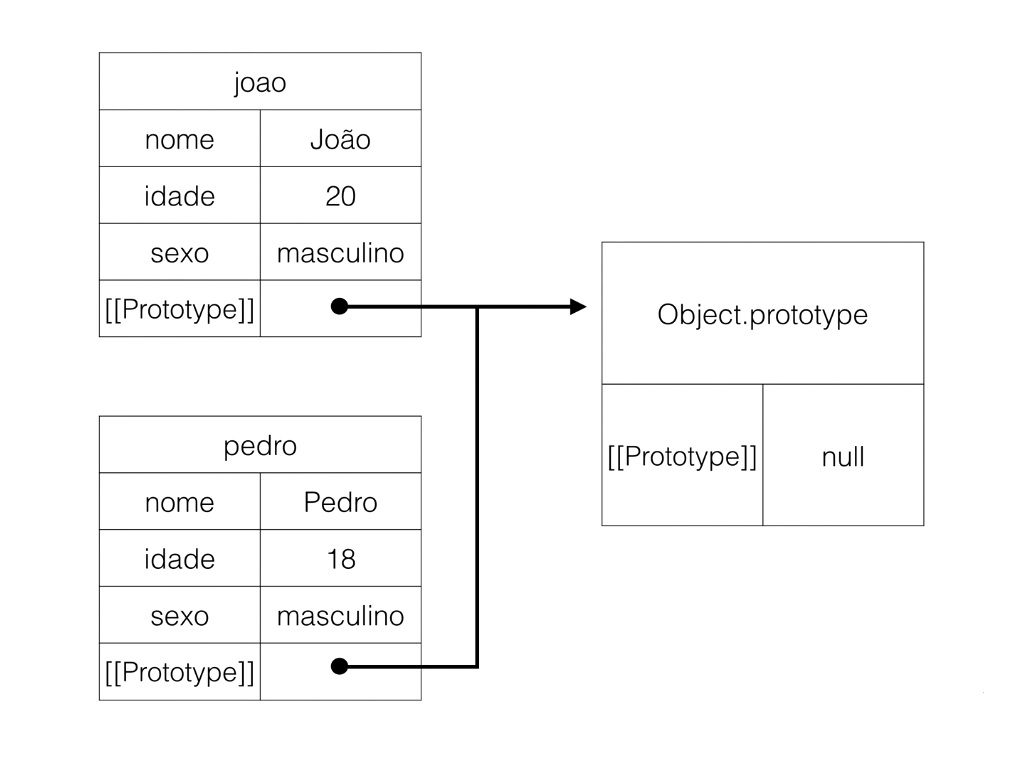 joao
nome João
idade 20
sexo masculino
[[Prototype]]
Object.prototype
[[Prototype]] null
pedro
nome Pedro
idade 18
sexo masculino
[[Prototype]]